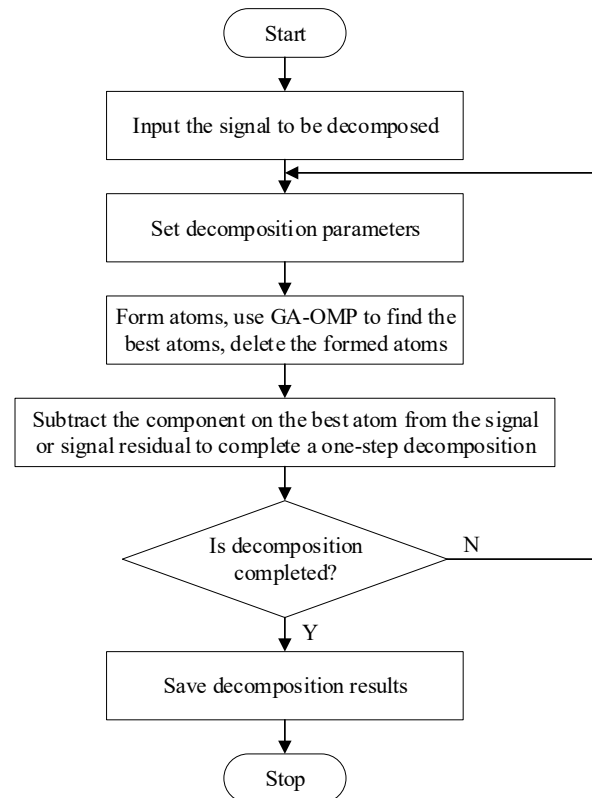 Start
Input the signal to be decomposed
Set decomposition parameters
Form atoms, use GA-OMP to find the
best atoms, delete the formed atoms
Subtract the component on the best atom from the signal
or signal residual to complete a one-step decomposition
Is decomposition
completed?
N
Y
Save decomposition results
Stop